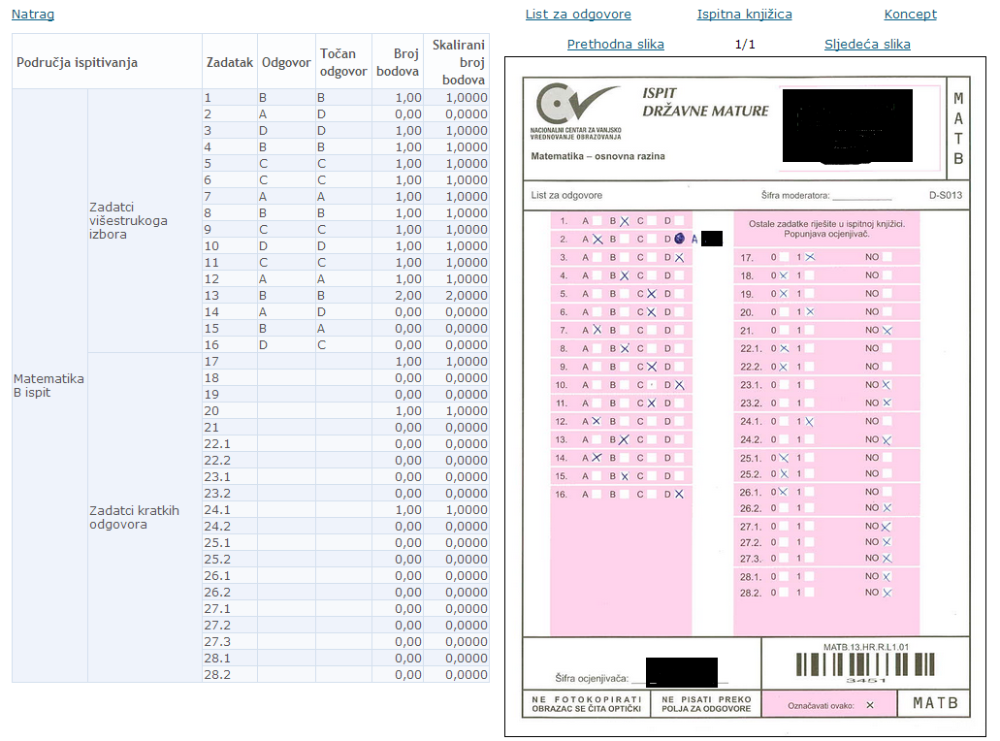 Natrag
List za odgovore Ispitna knjižica Koncept
Prethodna slika 1/1 Sljedeća slika
Područja ispitivanja Zadatak Odgovor Točan odgovor Broj bodova Skalirani broj bodova
Matematika B ispit
Zadatci višestrukoga izbora
1 B B 1,00 1,0000
2 A D 0,00 0,0000
3 D D 1,00 1,0000
4 B B 1,00 1,0000
5 C C 1,00 1,0000
6 C C 1,00 1,0000
7 A A 1,00 1,0000
8 B B 1,00 1,0000
9 C C 1,00 1,0000
10 D D 1,00 1,0000
11 C C 1,00 1,0000
12 A A 1,00 1,0000
13 B B 2,00 2,0000
14 A D 0,00 0,0000
15 B A 0,00 0,0000
16 D C 0,00 0,0000
Zadatci kratkih odgovora
17 1,00 1,0000
18 0,00 0,0000
19 0,00 0,0000
20 1,00 1,0000
21 0,00 0,0000
22.1 0,00 0,0000
22.2 0,00 0,0000
23.1 0,00 0,0000
23.2 0,00 0,0000
24.1 1,00 1,0000
24.2 0,00 0,0000
25.1 0,00 0,0000
25.2 0,00 0,0000
26.1 0,00 0,0000
26.2 0,00 0,0000
27.1 0,00 0,0000
27.2 0,00 0,0000
27.3 0,00 0,0000
28.1 0,00 0,0000
28.2 0,00 0,0000
ISPIT
DRŽAVNE MATURE
NACIONALNI CENTAR ZA VANJSKO
VREDNOVANJE OBRAZOVANJA
Matematika – osnovna razina
MATB
List za odgovore Šifra moderatora: D-S013
1. A B C D
2. A B C D A
3. A B C D
4. A B C D
5. A B C D
6. A B C D
7. A B C D
8. A B C D
9. A B C D
10. A B C D
11. A B C D
12. A B C D
13. A B C D
14. A B C D
15. A B C D
16. A B C D
Ostale zadatke riješite u ispitnoj knjižici.
Popunjava ocjenjivač.
17. 0 1 NO
18. 0 1 NO
19. 0 1 NO
20. 0 1 NO
21. 0 1 NO
22.1. 0 1 NO
22.2. 0 1 NO
23.1. 0 1 NO
23.2. 0 1 NO
24.1. 0 1 NO
24.2. 0 1 NO
25.1. 0 1 NO
25.2. 0 1 NO
26.1. 0 1 NO
26.2. 0 1 NO
27.1. 0 1 NO
27.2. 0 1 NO
27.3. 0 1 NO
28.1. 0 1 NO
28.2. 0 1 NO
Šifra ocjenjivača:
MATB.13.HR.R.L1.01
3451
NE FOTOKOPIRATI
OBRAZAC SE ČITA OPTIČKI
NE PISATI PREKO
POLJA ZA ODGOVORE
Označavati ovako: X
MATB